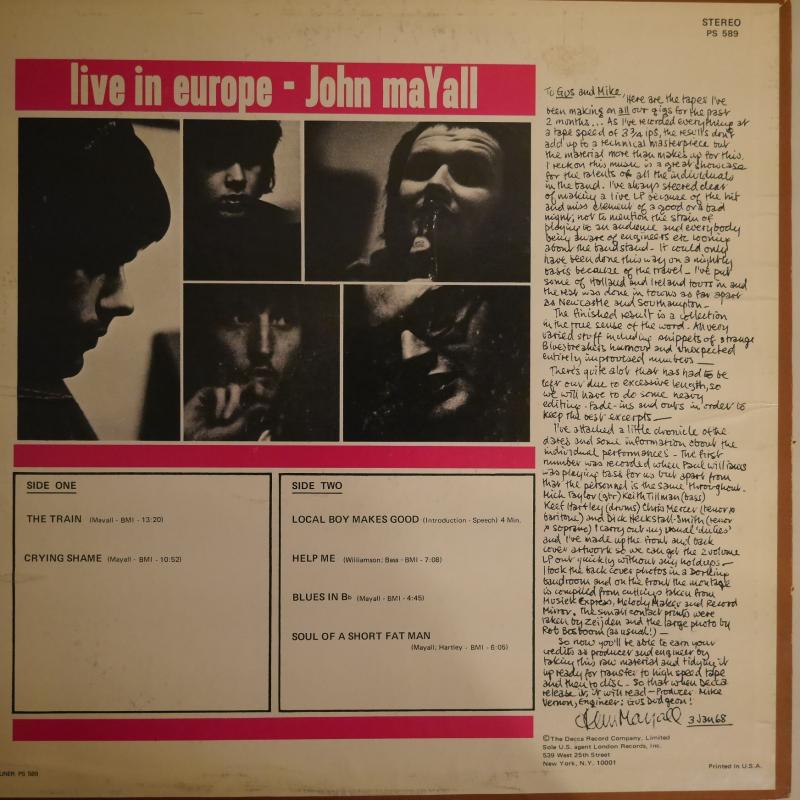 STEREO
PS 589
live in europe - John maYall
To Gus and Mike,
Here are the tapes I've
been making on all our gigs for the past
2 months... As I've recorded everything at
a tape speed of 3¾ ips, the results don't
add up to a technical masterpiece but
the material more than makes up for this.
I reckon this music is a great showcase
for the talents of all the individuals
in the band. I've always steered clear
of making a live LP because of the hit
and miss element of a good or a bad
night, not to mention the strain of
playing to an audience and everybody
being aware of engineers etc looning
about the bandstand - It could only
have been done this way on a nightly
basis because of the travel - I've put
some of Holland and Ireland tours in and
the rest was done in towns as far apart
as Newcastle and Southampton -
The finished result is a collection
in the true sense of the word. All very
varied stuff including snippets of strange
Bluesbreakers humour and unexpected
entirely improvised numbers —
There's quite a lot that has had to be
left out due to excessive length, so
we will have to do some heavy
editing. Fade-ins and outs in order to
keep the best excerpts —
I've attached a little chronicle of the
dates and some information about the
individual performances - The first
number was recorded when Paul Williams
was playing bass for us but apart from
that the personnel is the same throughout.
Mick Taylor (gtr) Keith Tillman (bass)
Keef Hartley (drums) Chris Mercer (tenor &
baritone) and Dick Heckstall-Smith (tenor
& soprano) I carry out my usual 'duties'
and I've made up the front and back
cover artwork so we can get the 2 volume
LP out quickly without any holdups —
I took the back cover photos in a Dorking
bandroom and on the front the montage
is compiled from cuttings taken from
Musiek Express, Melody Maker and Record
Mirror. The small contact prints were
taken by Zeijden and the large photo by
Rob Bosboom (as usual!) —
So now you'll be able to earn your
credits as producer and engineer by
taking this raw material and tidying it
up ready for transfer to high speed tape
and then to disc - So that when Decca
release it, it will read - Producer Mike
Vernon, Engineer: Gus Dudgeon!
John Mayall 3 Jan 68
SIDE ONE
THE TRAIN (Mayall - BMI - 13:20)
CRYING SHAME (Mayall - BMI - 10:52)
SIDE TWO
LOCAL BOY MAKES GOOD (Introduction - Speech) 4 Min.
HELP ME (Williamson; Bass - BMI - 7:08)
BLUES IN Bb (Mayall - BMI - 4:45)
SOUL OF A SHORT FAT MAN
(Mayall; Hartley - BMI - 6:05)
©The Decca Record Company, Limited
Sole U.S. agent London Records, Inc.
539 West 25th Street
New York, N.Y. 10001
Printed in U.S.A.
LINER PS 589